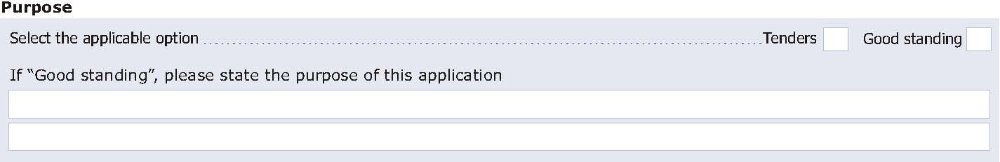 Purpose
Select the applicable option ........................................................................................................ Tenders Good standing
If “Good standing”, please state the purpose of this application